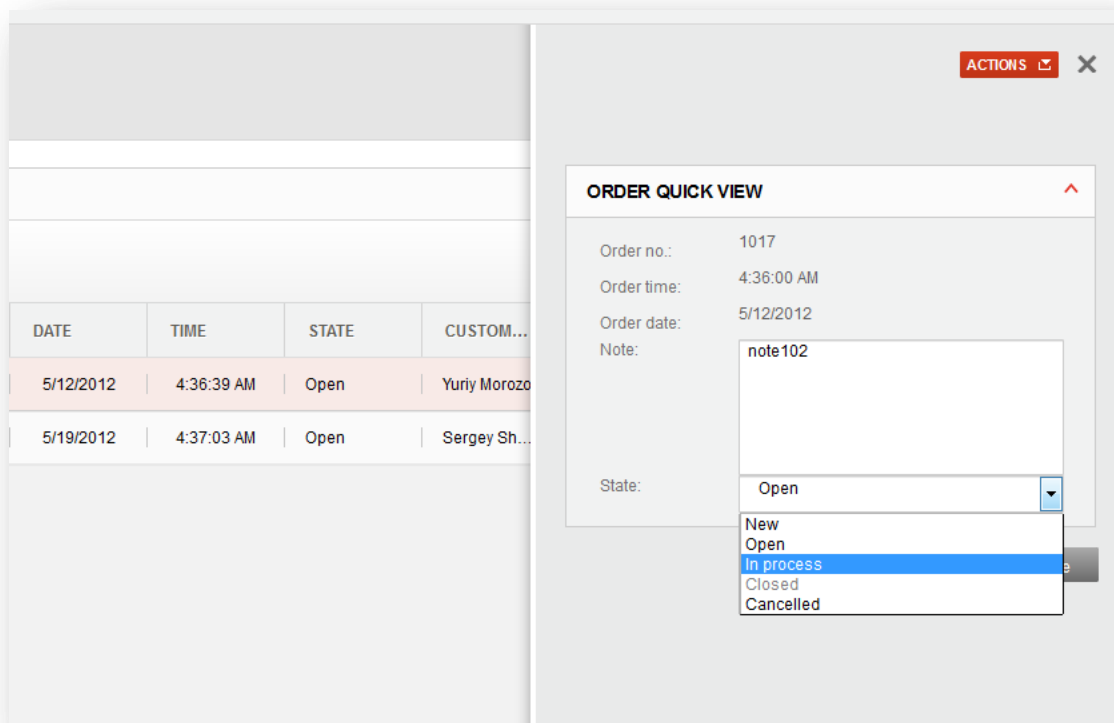 ACTIONS
ORDER QUICK VIEW
Order no.: 1017
Order time: 4:36:00 AM
Order date: 5/12/2012
Note: note102
State: Open
New
Open
In process
Closed
Cancelled
DATE TIME STATE CUSTOM...
5/12/2012 4:36:39 AM Open Yuriy Morozo
5/19/2012 4:37:03 AM Open Sergey Sh...